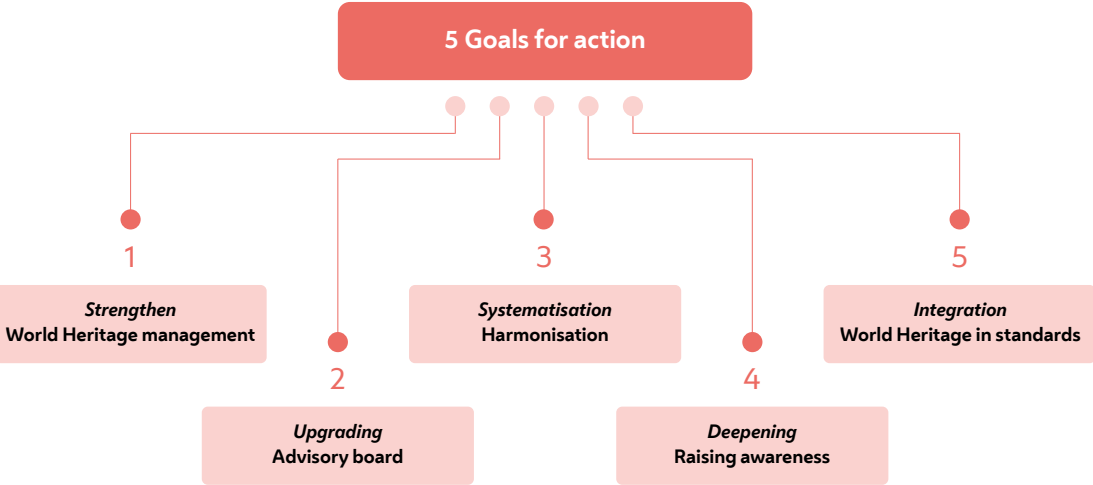 5 Goals for action
1
Strengthen
World Heritage management
2
Upgrading
Advisory board
3
Systematisation
Harmonisation
4
Deepening
Raising awareness
5
Integration
World Heritage in standards